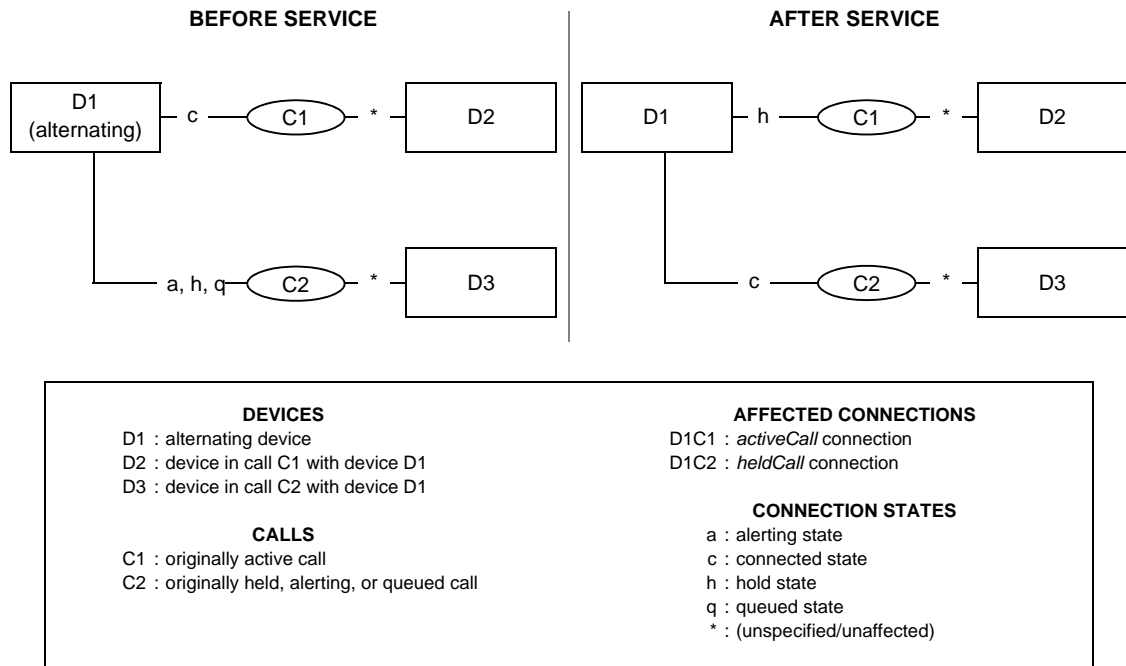 BEFORE SERVICE
D1
(alternating)
c
C1
*
D2
a, h, q
C2
*
D3
AFTER SERVICE
D1
h
C1
*
D2
c
C2
*
D3
DEVICES
D1 : alternating device
D2 : device in call C1 with device D1
D3 : device in call C2 with device D1
CALLS
C1 : originally active call
C2 : originally held, alerting, or queued call
AFFECTED CONNECTIONS
D1C1 : activeCall connection
D1C2 : heldCall connection
CONNECTION STATES
a : alerting state
c : connected state
h : hold state
q : queued state
* : (unspecified/unaffected)